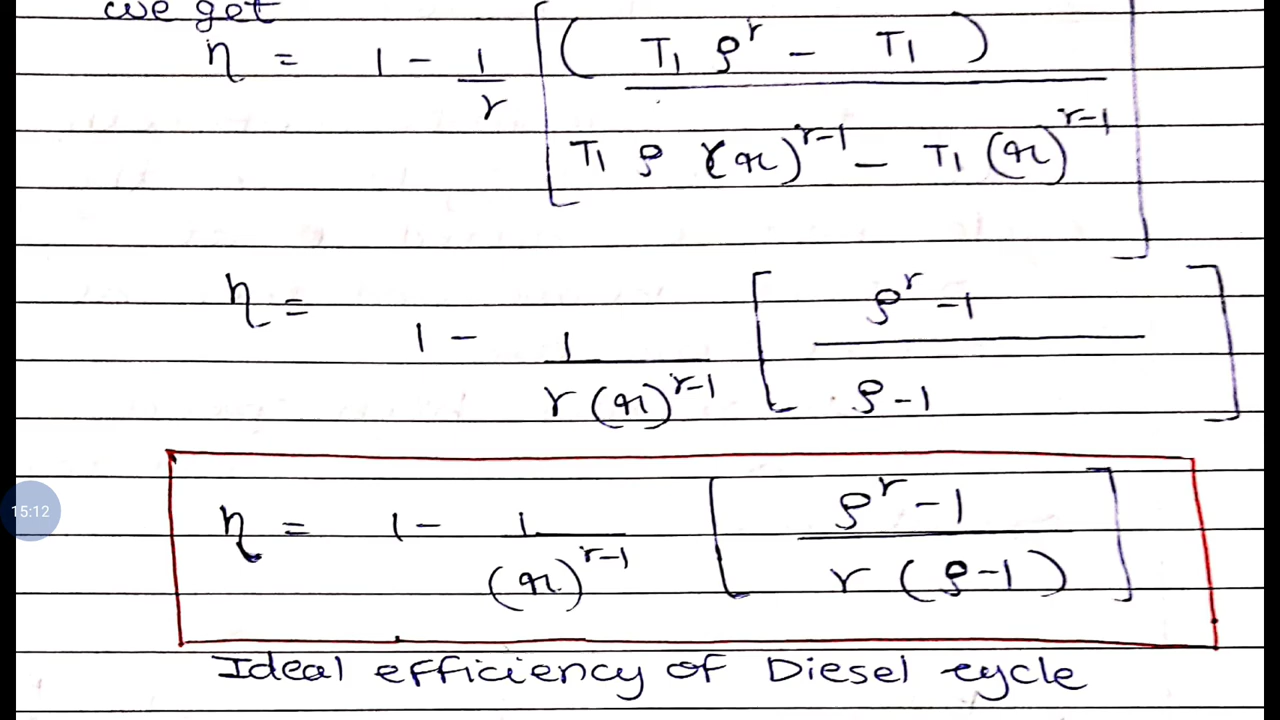 we get
η = 1 - 1/r [ ( T1 ρ^r - T1 ) / T1 ρ (r)^r-1 - T1 (r)^r-1 ]
η = 1 - 1/r(r)^r-1 [ ρ^r - 1 / ρ - 1 ]
15:12
η = 1 - 1/(r)^r-1 [ ρ^r - 1 / r (ρ - 1) ]
Ideal efficiency of Diesel cycle